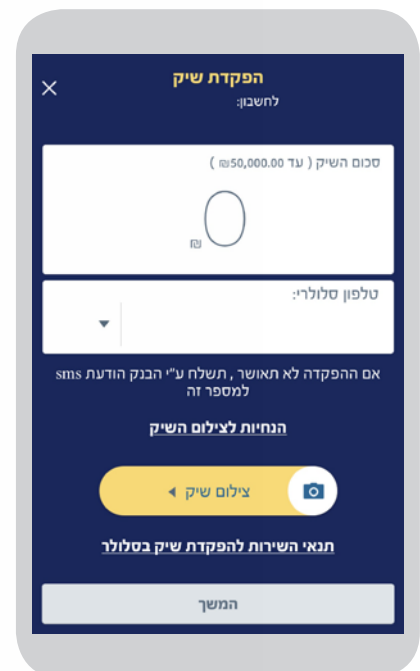 הפקדת שיק
לחשבון:
סכום השיק ( עד 50,000.00₪ )
0 ₪
טלפון סלולרי:
אם ההפקדה לא תאושר , תשלח ע"י הבנק הודעת sms
למספר זה
הנחיות לצילום השיק
צילום שיק
תנאי השירות להפקדת שיק בסלולר
המשך